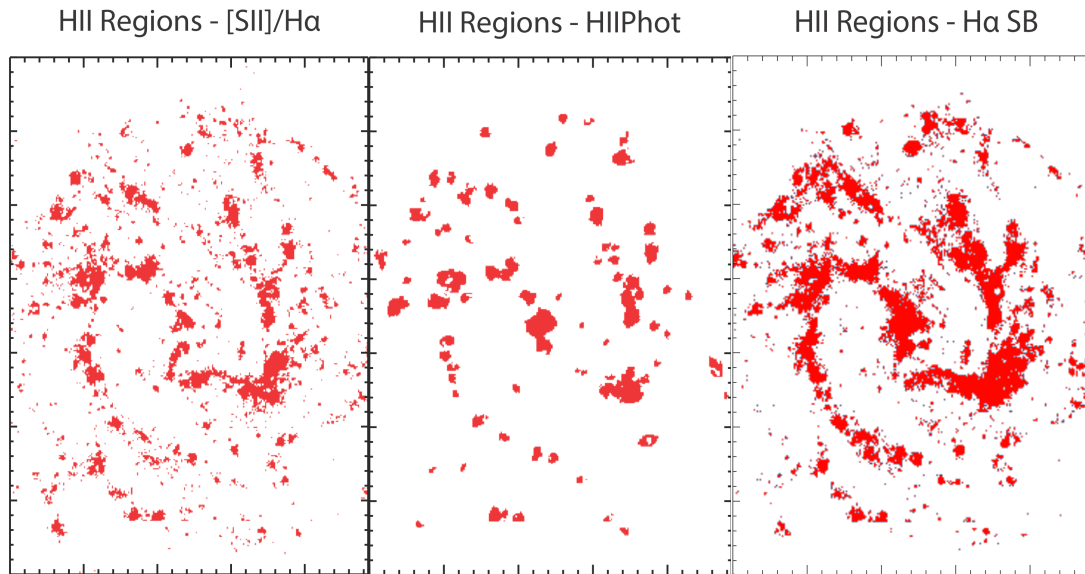 HII Regions - [SII]/Hα
HII Regions - HIIPhot
HII Regions - Hα SB